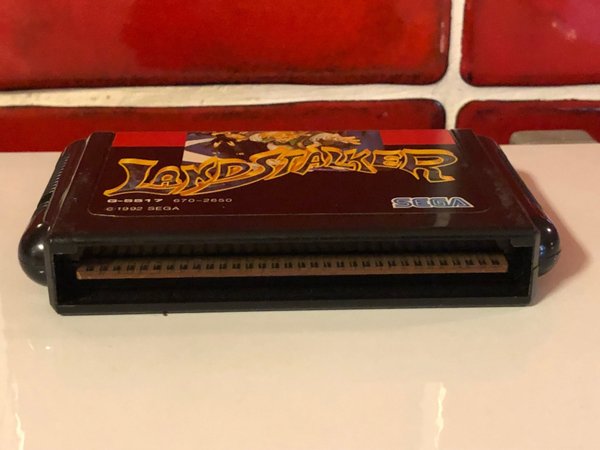 LANDSTALKER
G-5517 670-2650
© 1992 SEGA
SEGA